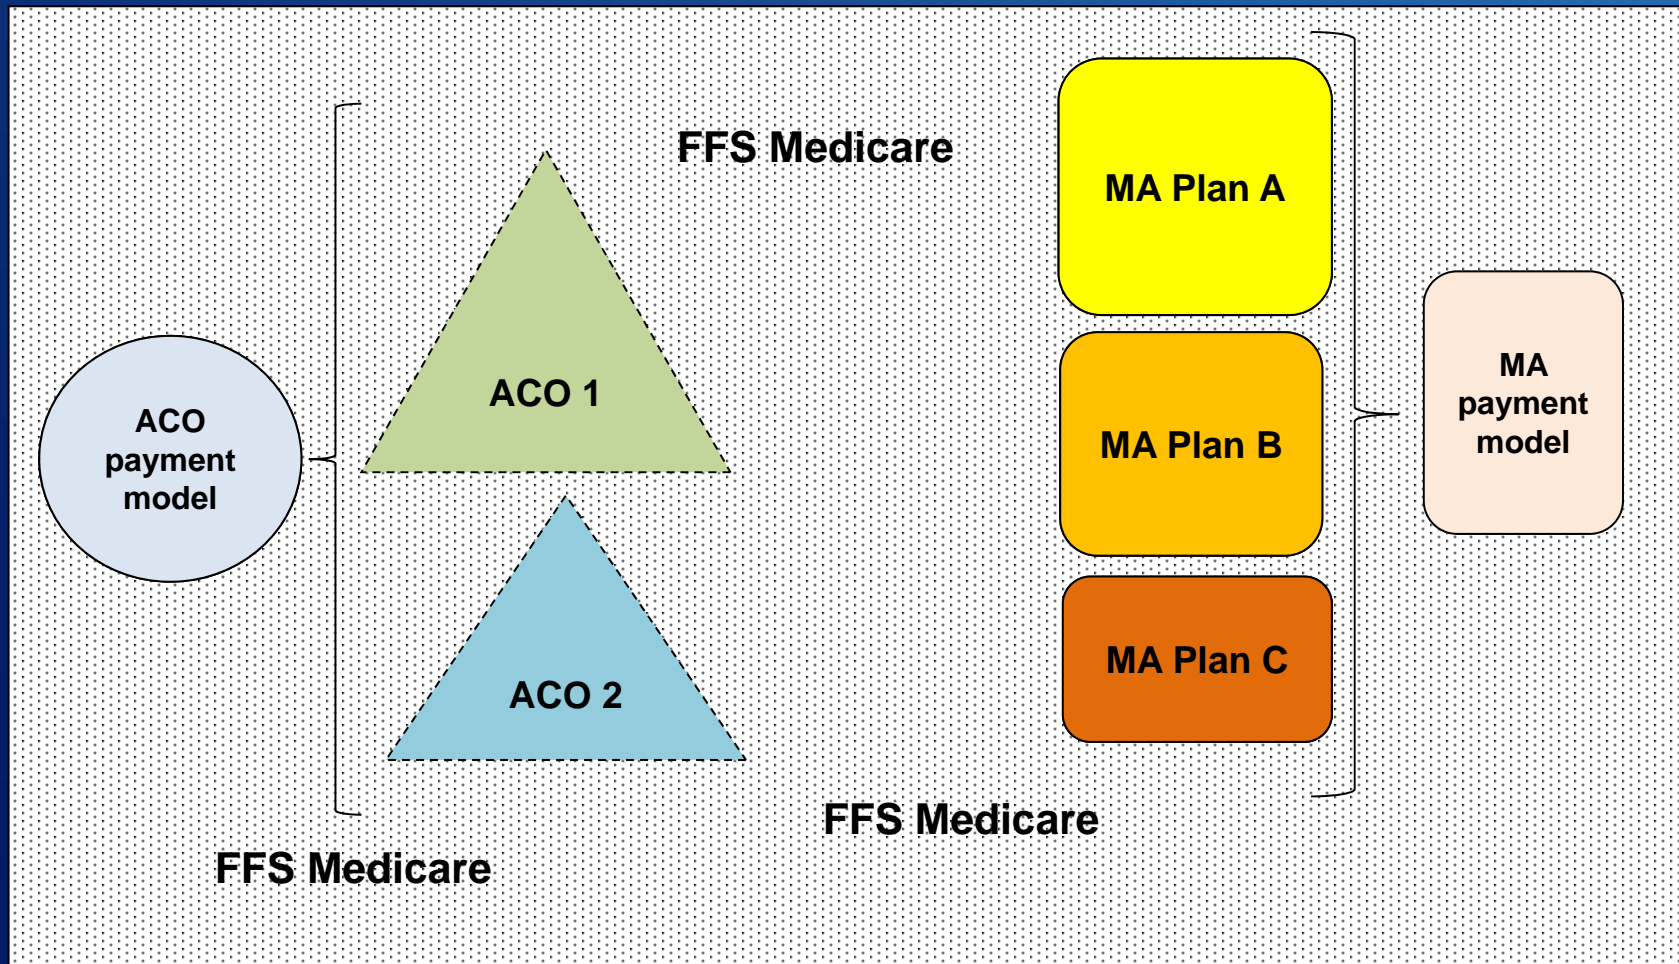 FFS Medicare
MA Plan A
ACO 1
MA
payment
model
ACO
payment
model
MA Plan B
MA Plan C
ACO 2
FFS Medicare
FFS Medicare